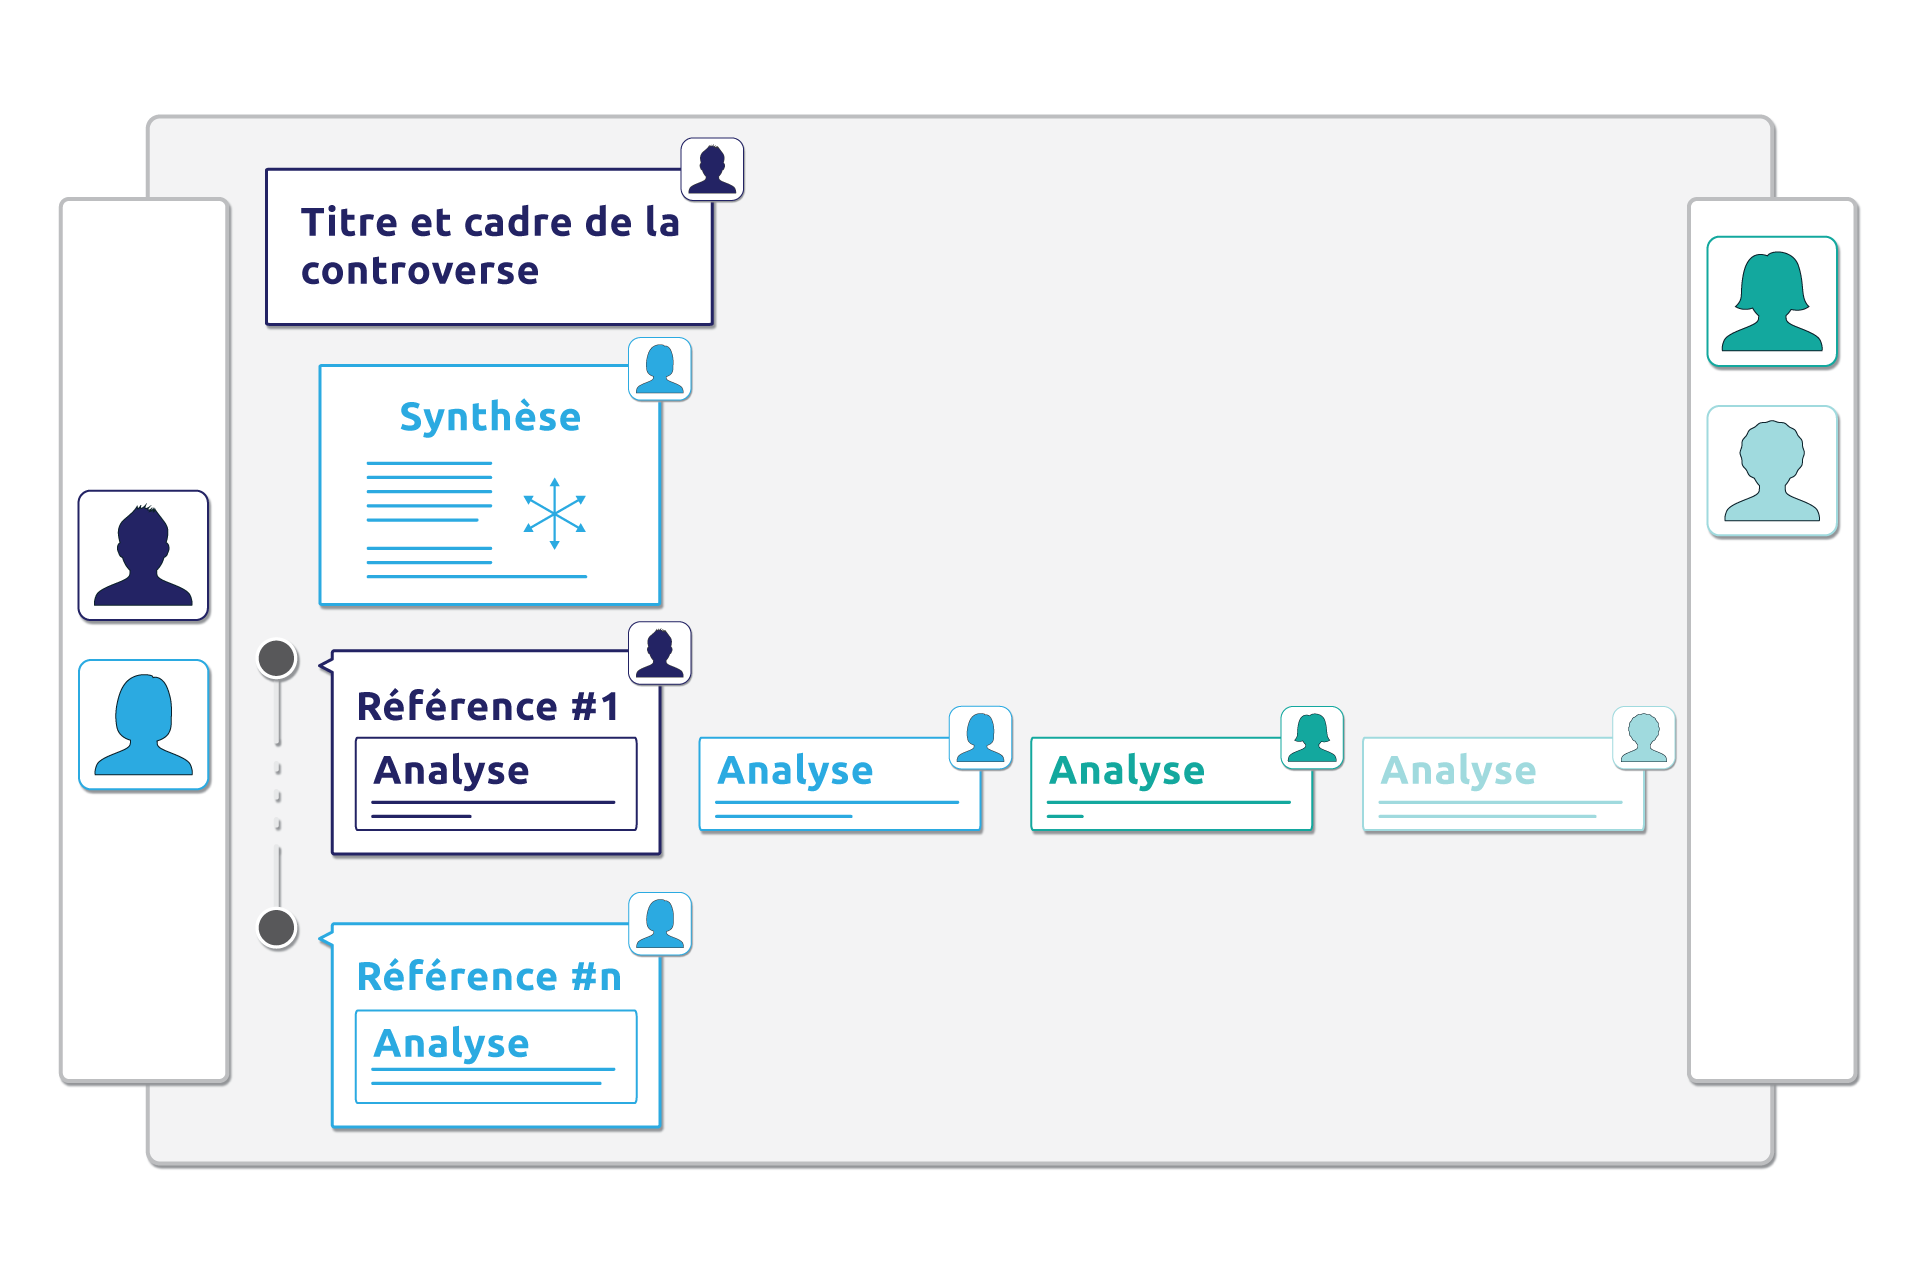 Titre et cadre de la
controverse
Synthèse
Référence #1
Analyse
Analyse
Analyse
Analyse
Référence #n
Analyse